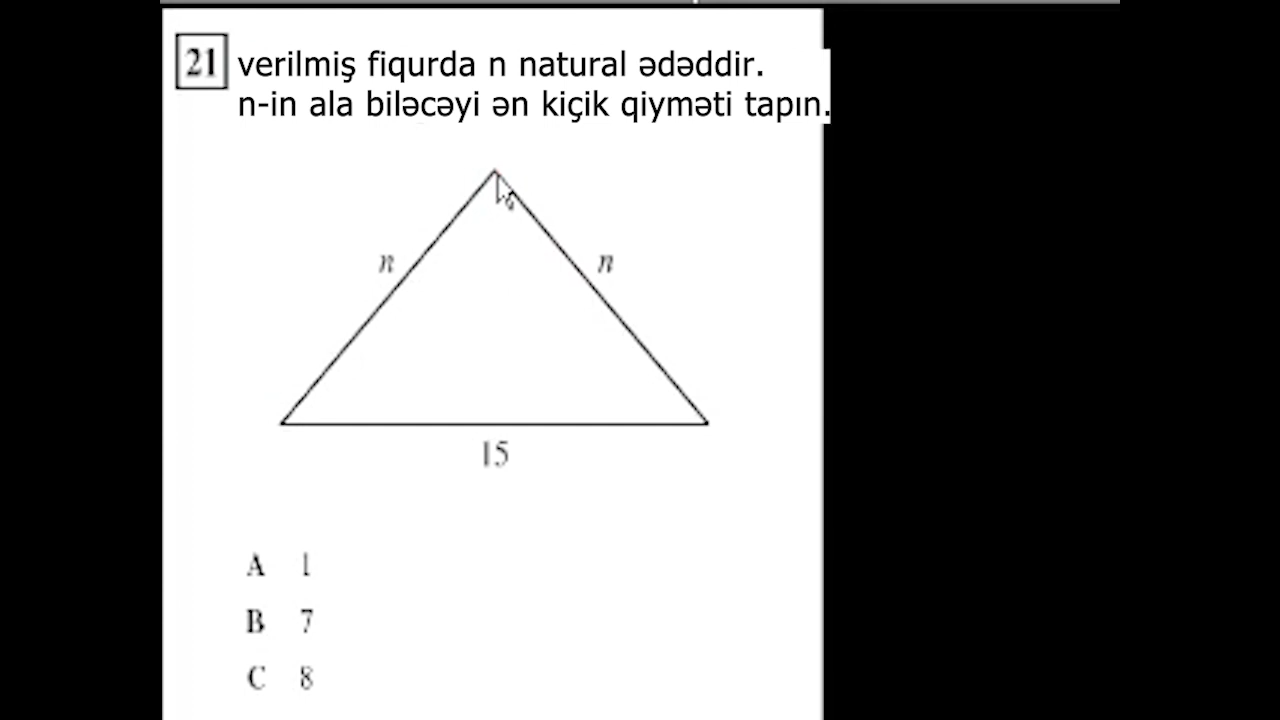 21 verilmiş fiqurda n natural ədəddir.
n-in ala biləcəyi ən kiçik qiyməti tapın.
n
n
15
A 1
B 7
C 8